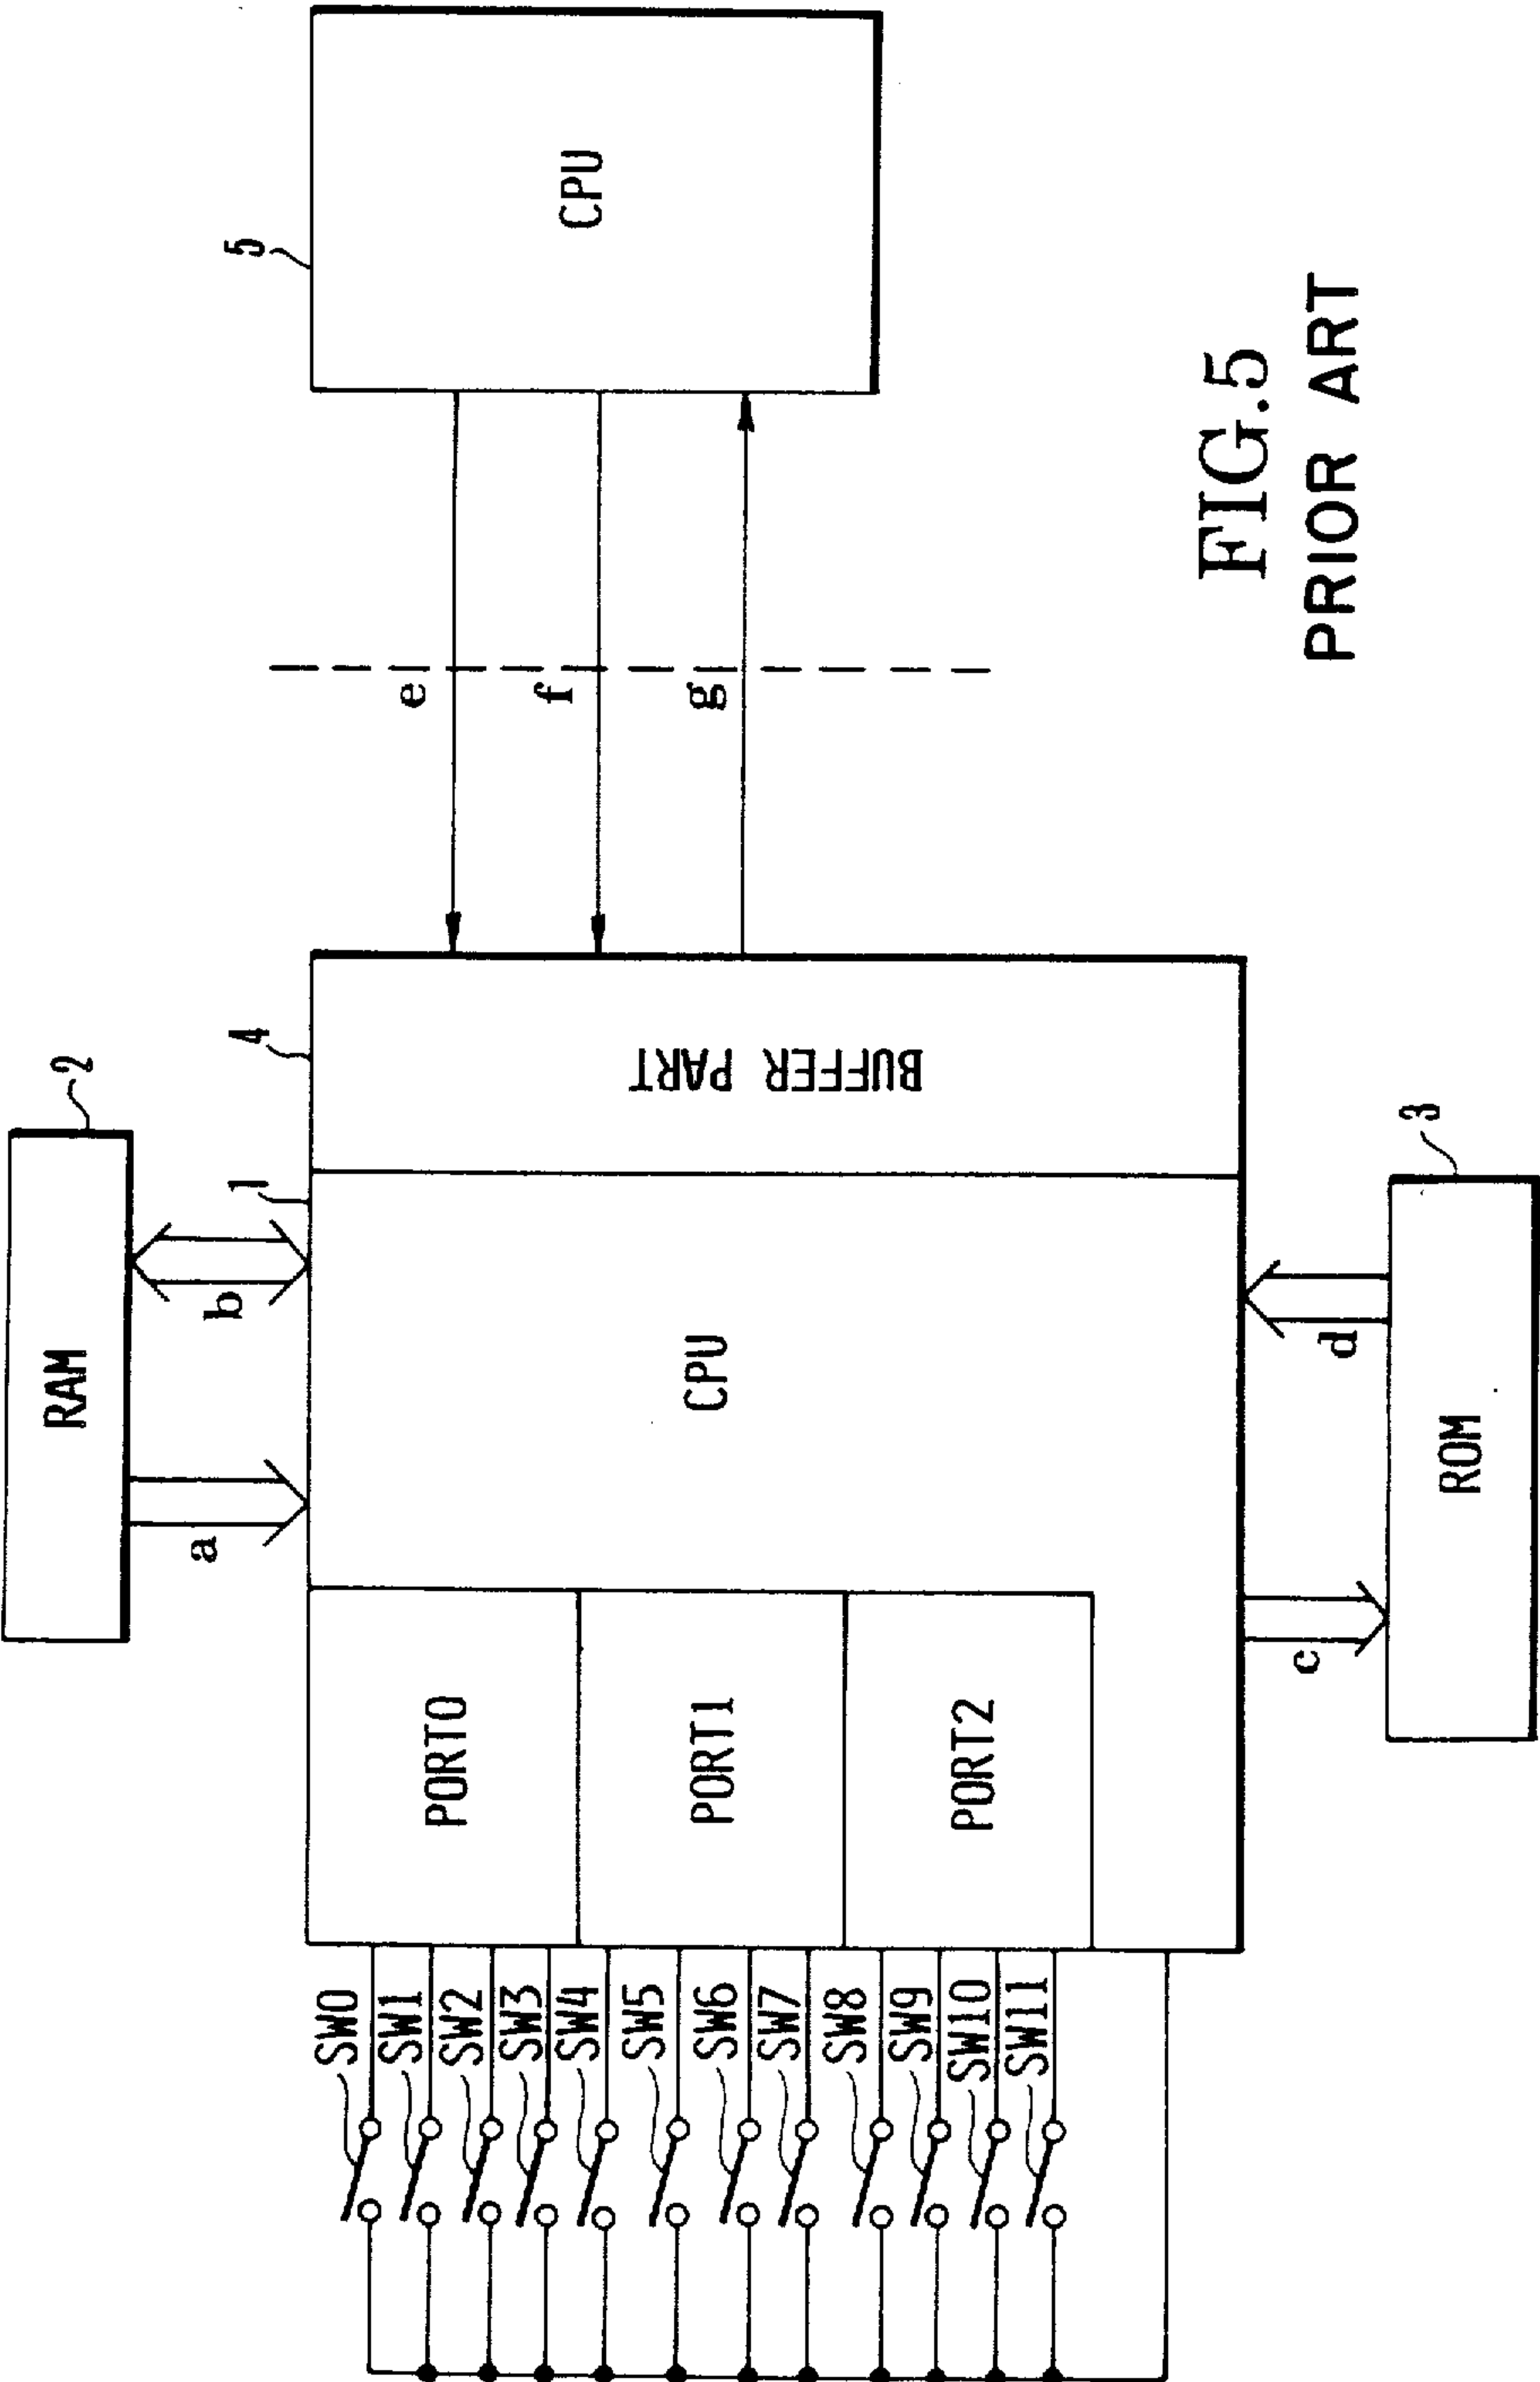 RAM
2
a
b
1
4
5
SW0
SW1
SW2
SW3
SW4
SW5
SW6
SW7
SW8
SW9
SW10
SW11
PORT0
PORT1
PORT2
CPU
BUFFER PART
e
f
g
CPU
c
d
ROM
3
FIG.5
PRIOR ART